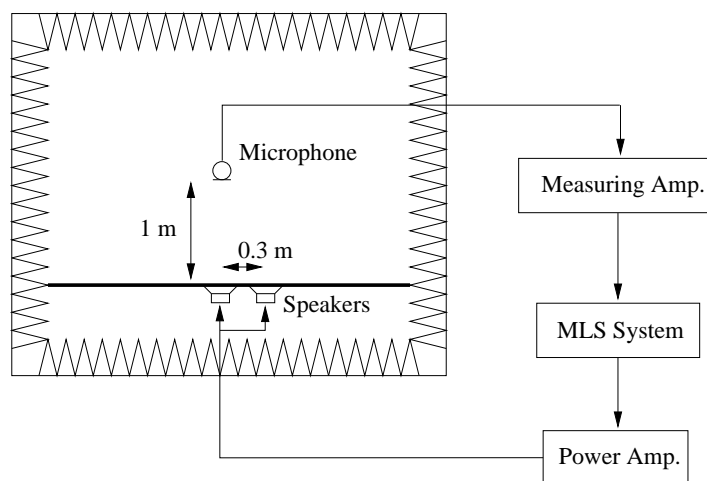 Microphone
Measuring Amp.
1 m
0.3 m
Speakers
MLS System
Power Amp.